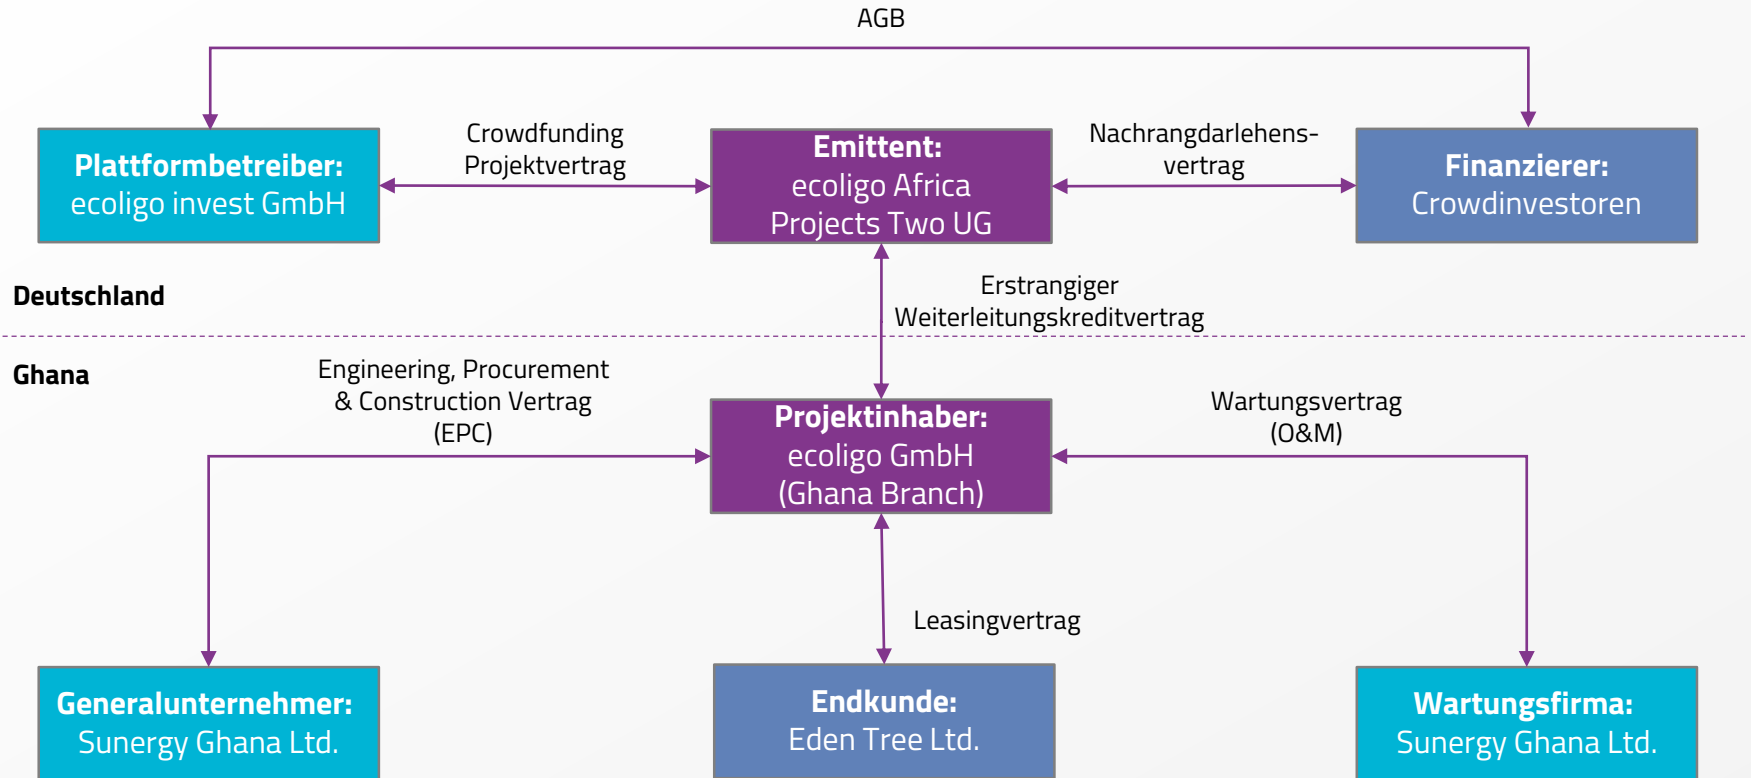 AGB
Plattformbetreiber:
ecoligo invest GmbH
Crowdfunding
Projektvertrag
Emittent:
ecoligo Africa
Projects Two UG
Nachrangdarlehens-
vertrag
Finanzierer:
Crowdinvestoren
Deutschland
Erstrangiger
Weiterleitungskreditvertrag
Ghana
Engineering, Procurement
& Construction Vertrag
(EPC)
Projektinhaber:
ecoligo GmbH
(Ghana Branch)
Wartungsvertrag
(O&M)
Leasingvertrag
Generalunternehmer:
Sunergy Ghana Ltd.
Endkunde:
Eden Tree Ltd.
Wartungsfirma:
Sunergy Ghana Ltd.